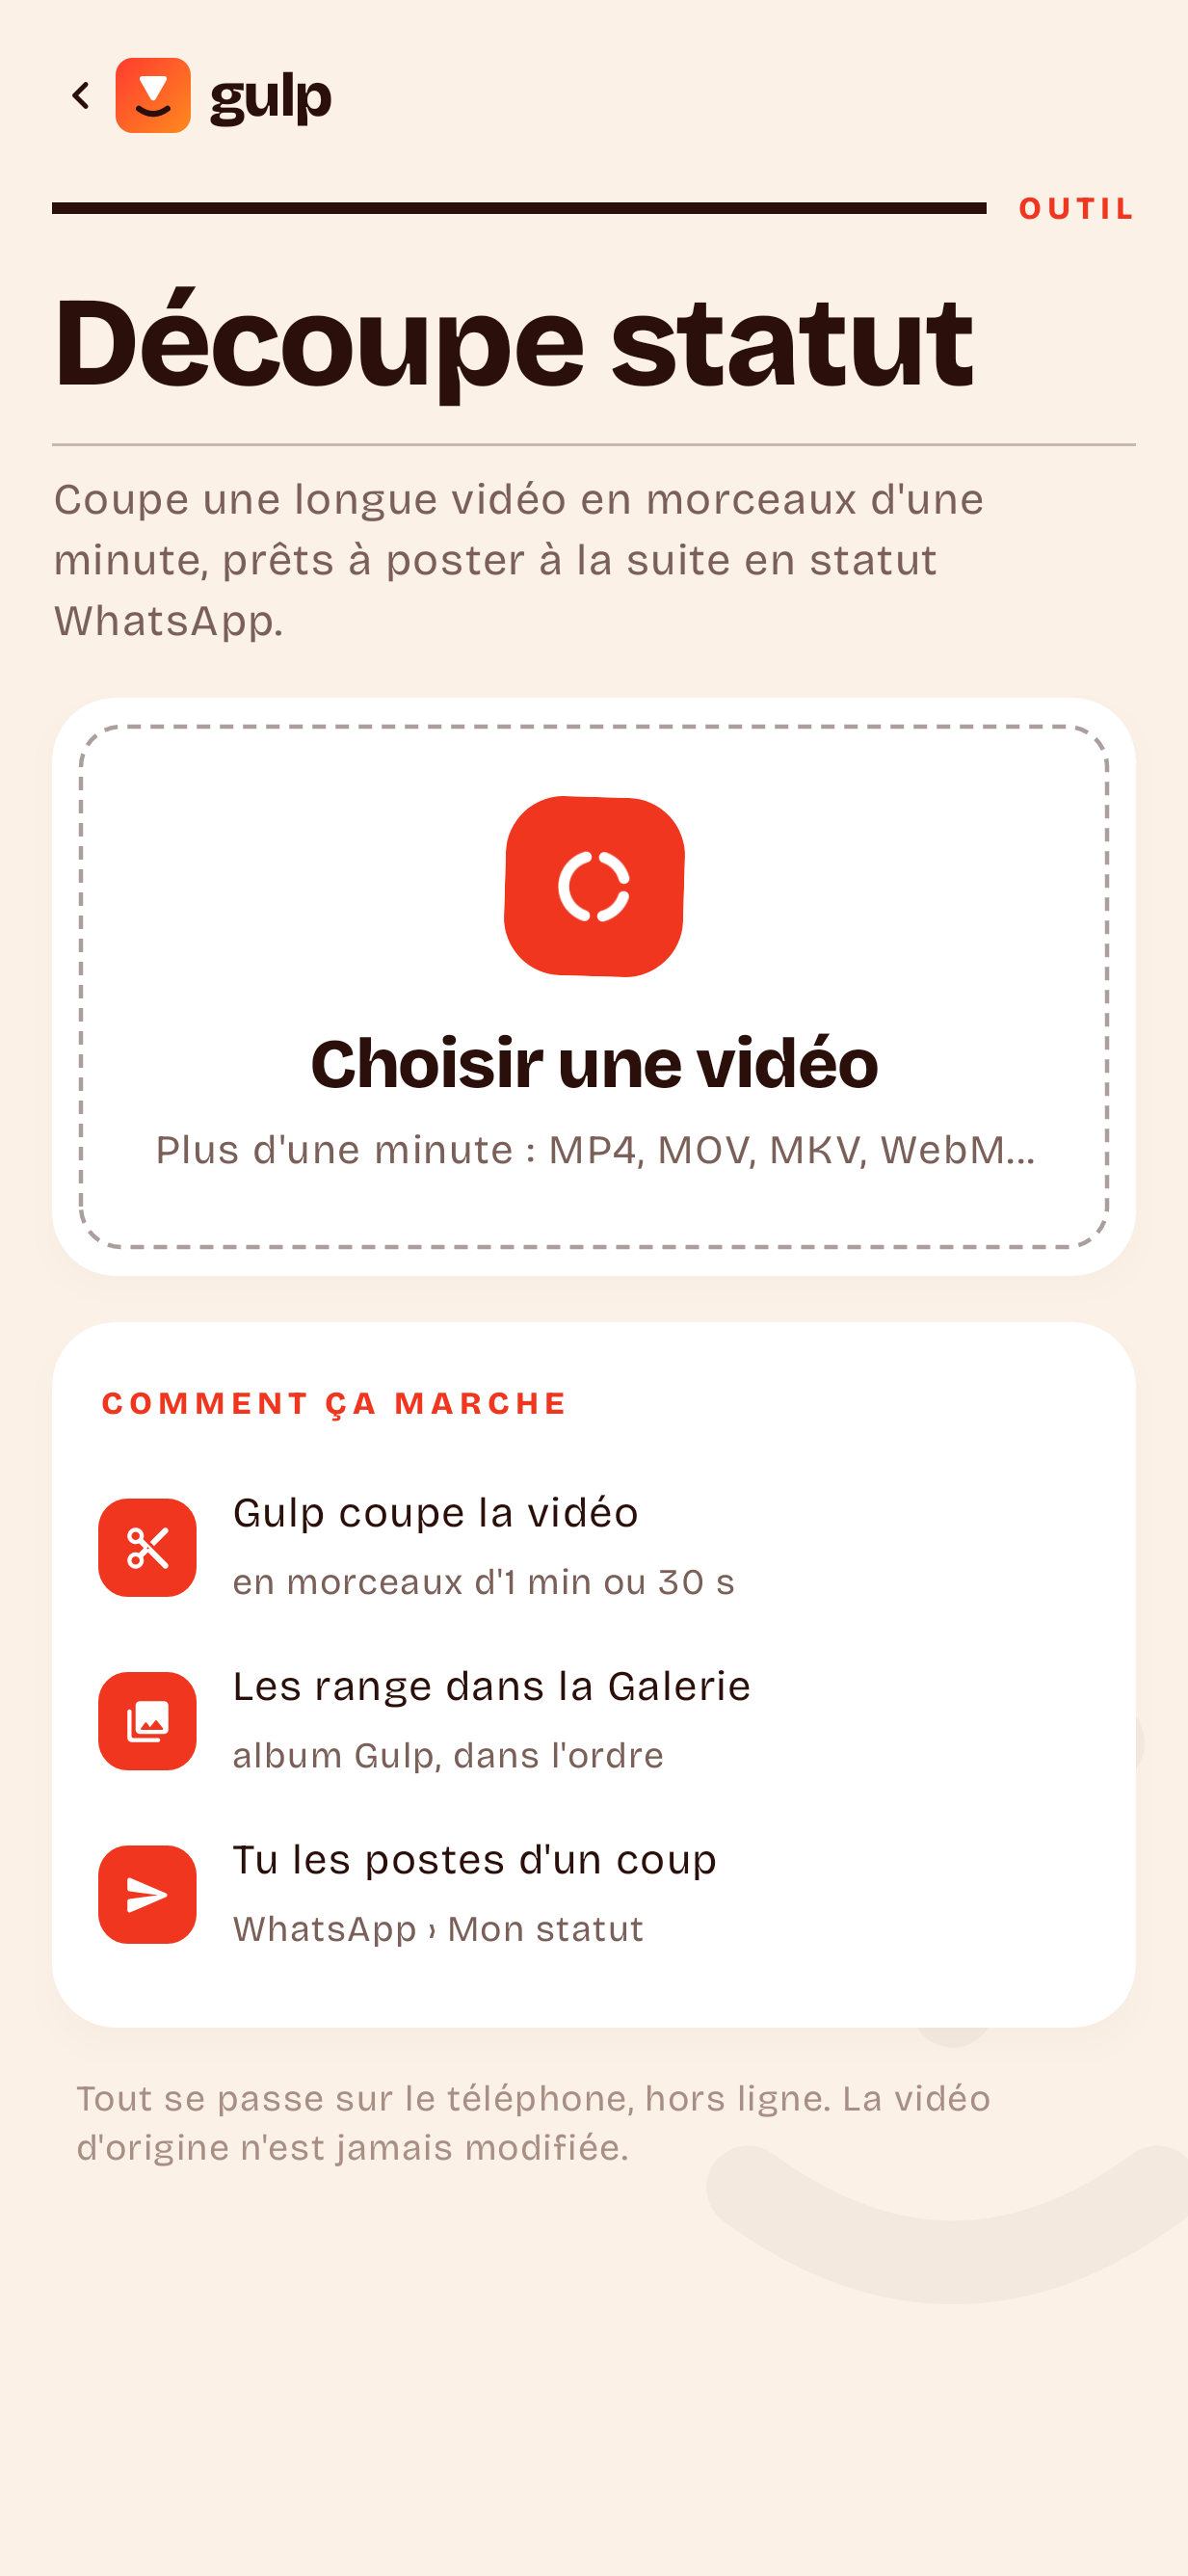 gulp
OUTIL
Découpe statut
Coupe une longue vidéo en morceaux d'une
minute, prêts à poster à la suite en statut
WhatsApp.
Choisir une vidéo
Plus d'une minute : MP4, MOV, MKV, WebM...
COMMENT ÇA MARCHE
Gulp coupe la vidéo
en morceaux d'1 min ou 30 s
Les range dans la Galerie
album Gulp, dans l'ordre
Tu les postes d'un coup
WhatsApp › Mon statut
Tout se passe sur le téléphone, hors ligne. La vidéo
d'origine n'est jamais modifiée.